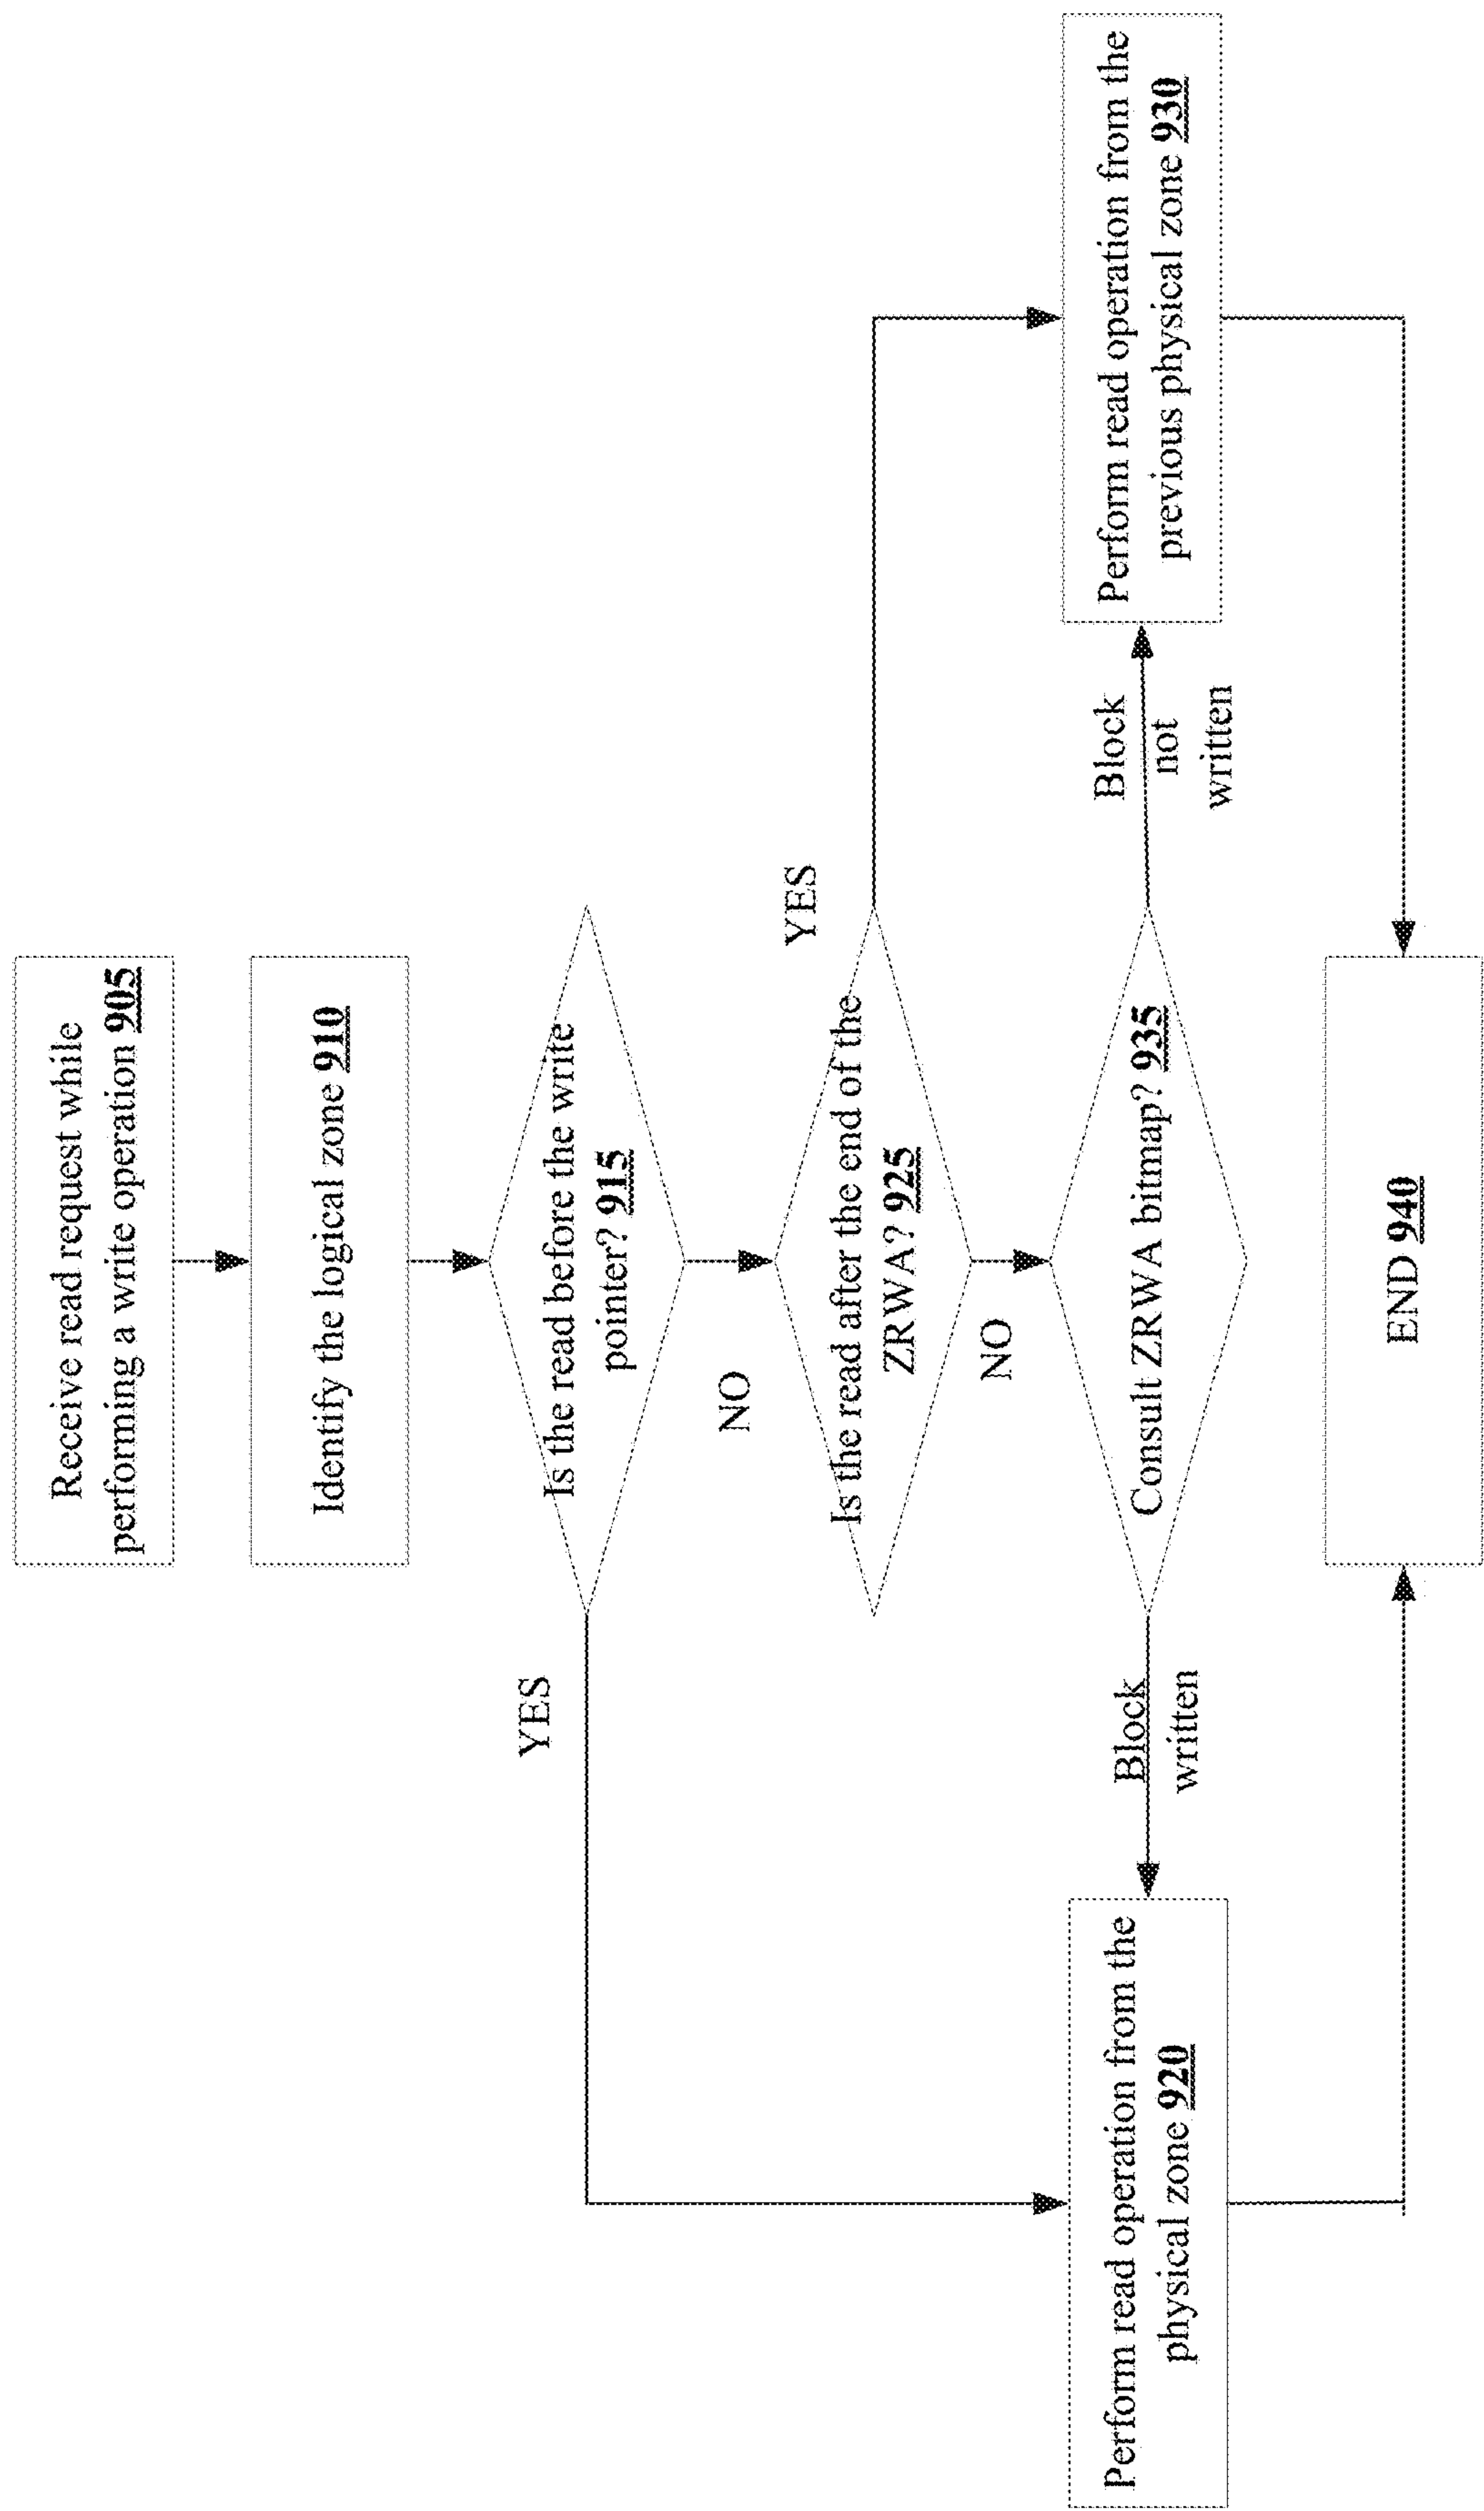 Receive read request while
performing a write operation 905
Identify the logical zone 910
Is the read before the write
pointer? 915
YES
NO
Is the read after the end of the
ZRWA? 925
YES
NO
Consult ZRWA bitmap? 935
Block
written
Block
not
written
Perform read operation from the
physical zone 920
Perform read operation from the
previous physical zone 930
END 940